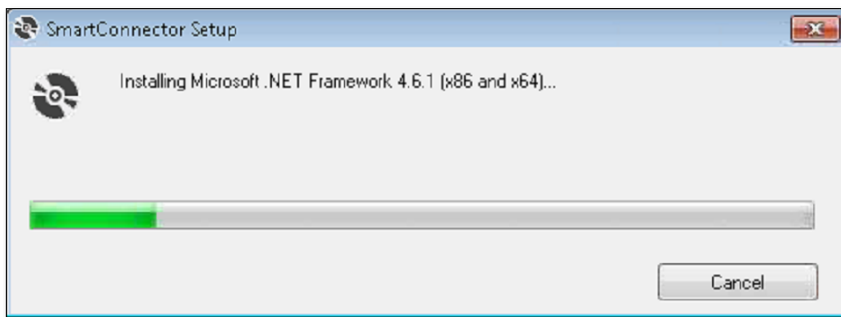 SmartConnector Setup
Installing Microsoft .NET Framework 4.6.1 (x86 and x64)...
Cancel